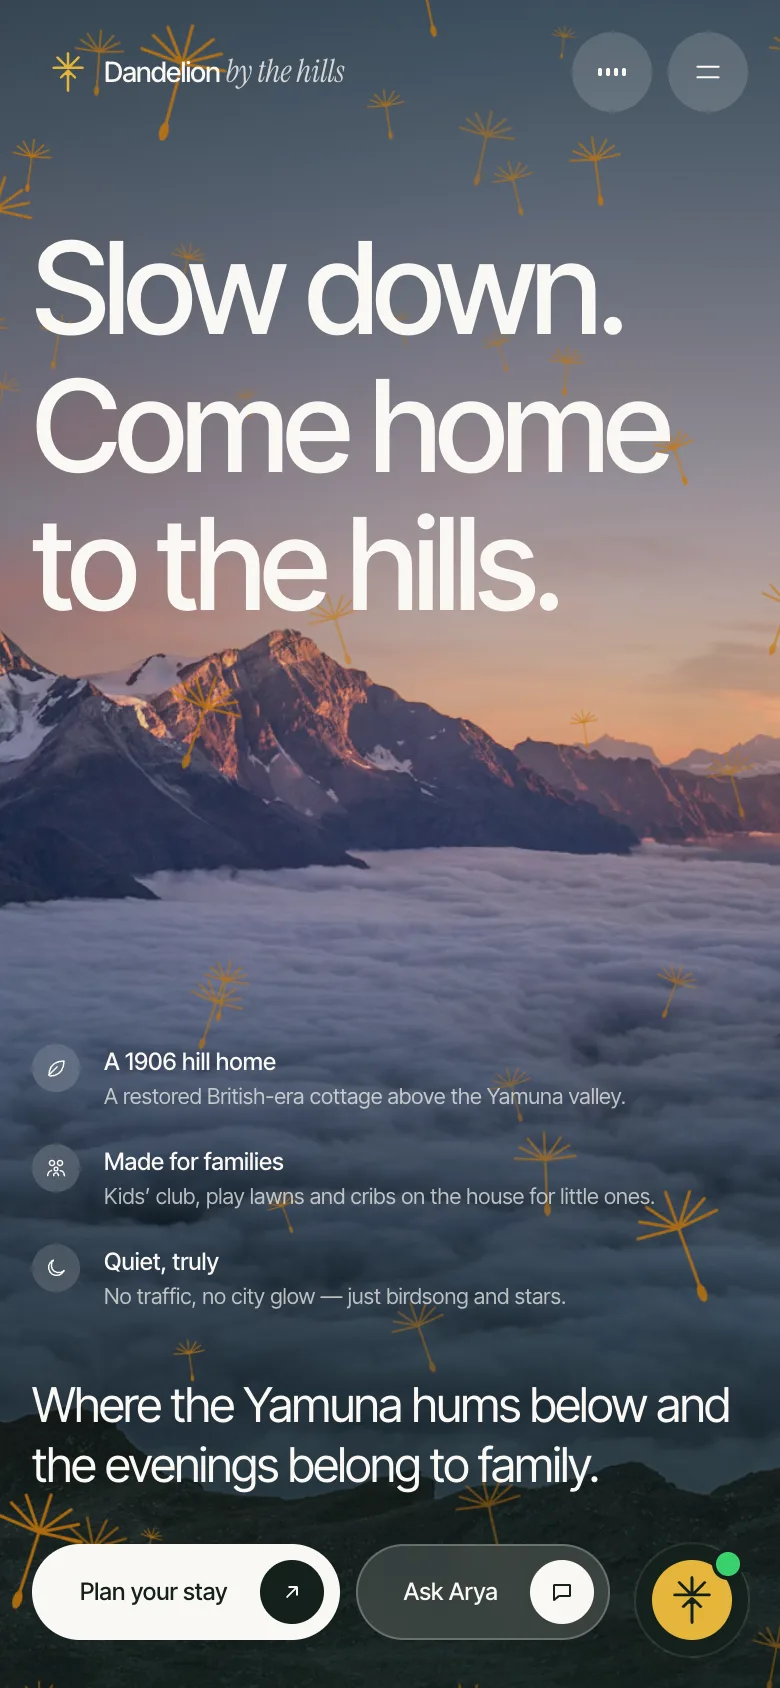 Dandelion by the hills
Slow down.
Come home
to the hills.
A 1906 hill home
A restored British-era cottage above the Yamuna valley.
Made for families
Kids’ club, play lawns and cribs on the house for little ones.
Quiet, truly
No traffic, no city glow — just birdsong and stars.
Where the Yamuna hums below and
the evenings belong to family.
Plan your stay
Ask Arya